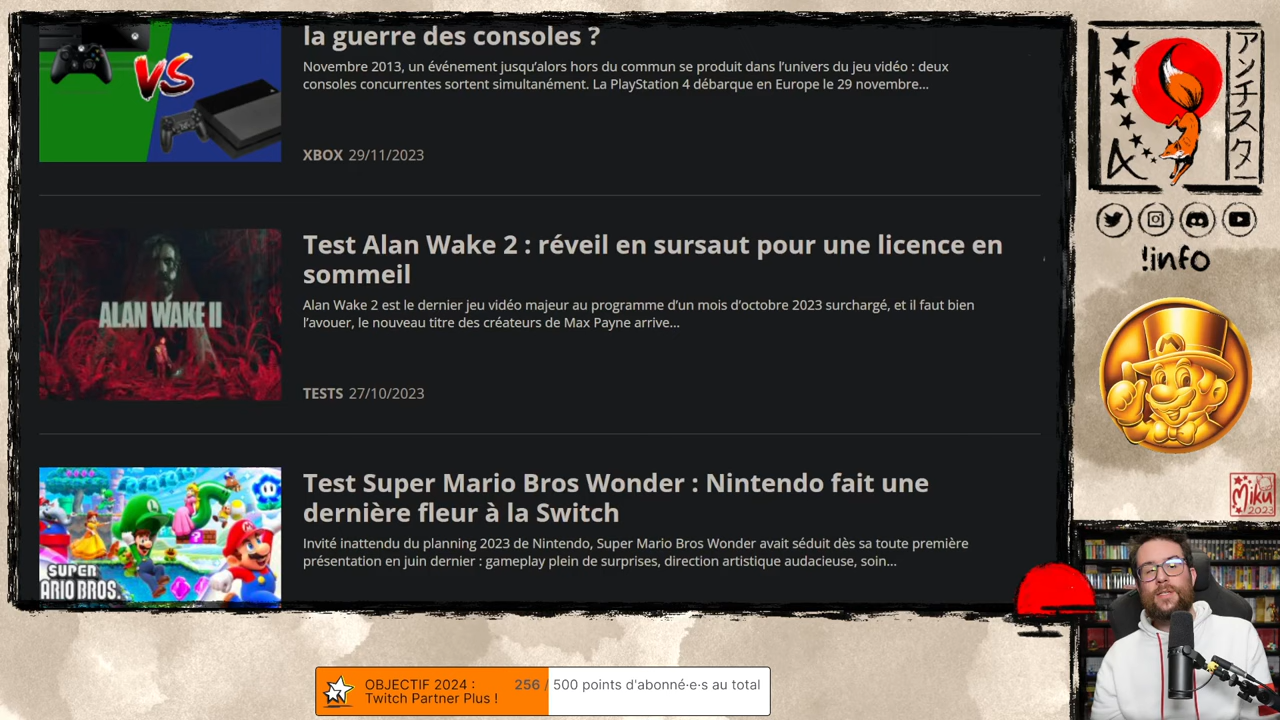 la guerre des consoles ?
VS
Novembre 2013, un événement jusqu'alors hors du commun se produit dans l'univers du jeu vidéo : deux
consoles concurrentes sortent simultanément. La PlayStation 4 débarque en Europe le 29 novembre...
XBOX 29/11/2023
ALAN WAKE II
Test Alan Wake 2 : réveil en sursaut pour une licence en
sommeil
Alan Wake 2 est le dernier jeu vidéo majeur au programme d'un mois d'octobre 2023 surchargé, et il faut bien
l'avouer, le nouveau titre des créateurs de Max Payne arrive...
TESTS 27/10/2023
SUPER
ARIO BROS.
Test Super Mario Bros Wonder : Nintendo fait une
dernière fleur à la Switch
Invité inattendu du planning 2023 de Nintendo, Super Mario Bros Wonder avait séduit dès sa toute première
présentation en juin dernier : gameplay plein de surprises, direction artistique audacieuse, soin...
アンチスター
!info
M
Miku
2023
OBJECTIF 2024 :
Twitch Partner Plus !
256 / 500 points d'abonné·e·s au total